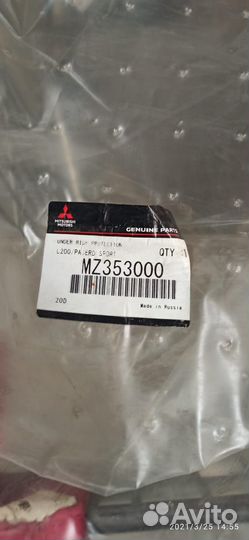 MITSUBISHI
MOTORS
GENUINE PARTS
UNDER RIDE PROTECTION
QTY 1
L200/PAJERO SPORT
MZ353000
200
Made in Russia
Avito
2021/3/25 14:55